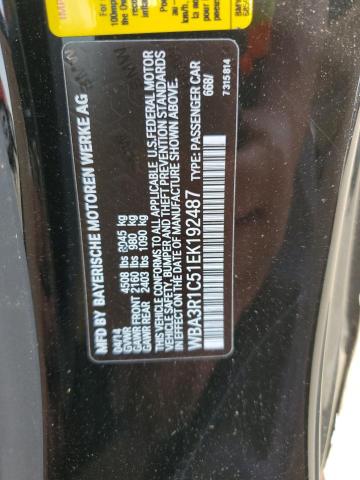 MFD BY BAYERISCHE MOTOREN WERKE AG
04/14
GVWR 4508 lbs 2045 kg
GAWR FRONT 2160 lbs 980 kg
GAWR REAR 2403 lbs 1090 kg
THIS VEHICLE CONFORMS TO ALL APPLICABLE U.S. FEDERAL MOTOR
VEHICLE SAFETY, BUMPER AND THEFT PREVENTION STANDARDS
IN EFFECT ON THE DATE OF MANUFACTURE SHOWN ABOVE.
WBA3R1C51EK192487 TYPE: PASSENGER CAR
668/
7315814